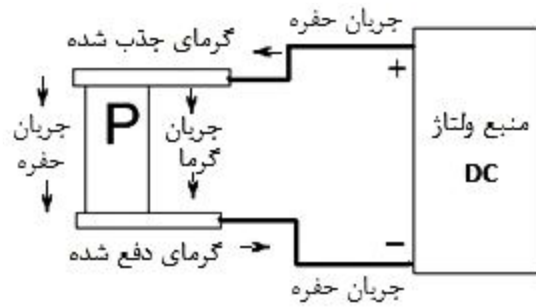 جریان حفره
گرمای جذب شده
+
منبع ولتاژ
DC
P
جریان
حفره
جریان
گرما
گرمای دفع شده
−
جریان حفره